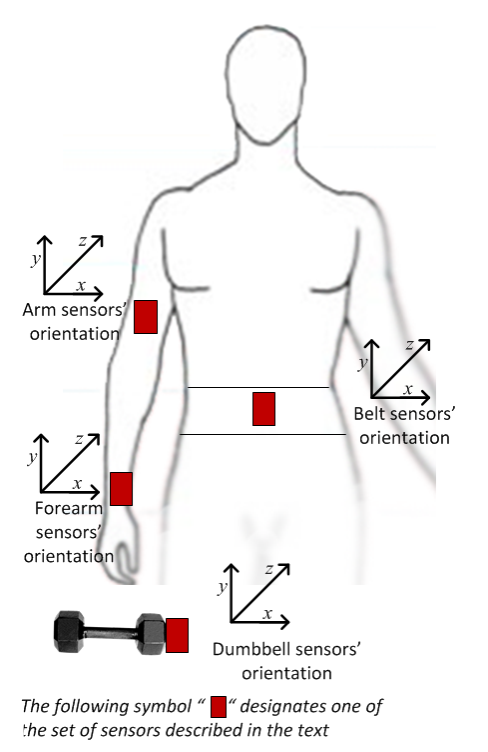 z
y
x
Arm sensors'
orientation
z
y
x
Belt sensors'
orientation
z
y
x
Forearm
sensors'
orientation
z
y
x
Dumbbell sensors'
orientation
The following symbol “ “ designates one of
the set of sensors described in the text